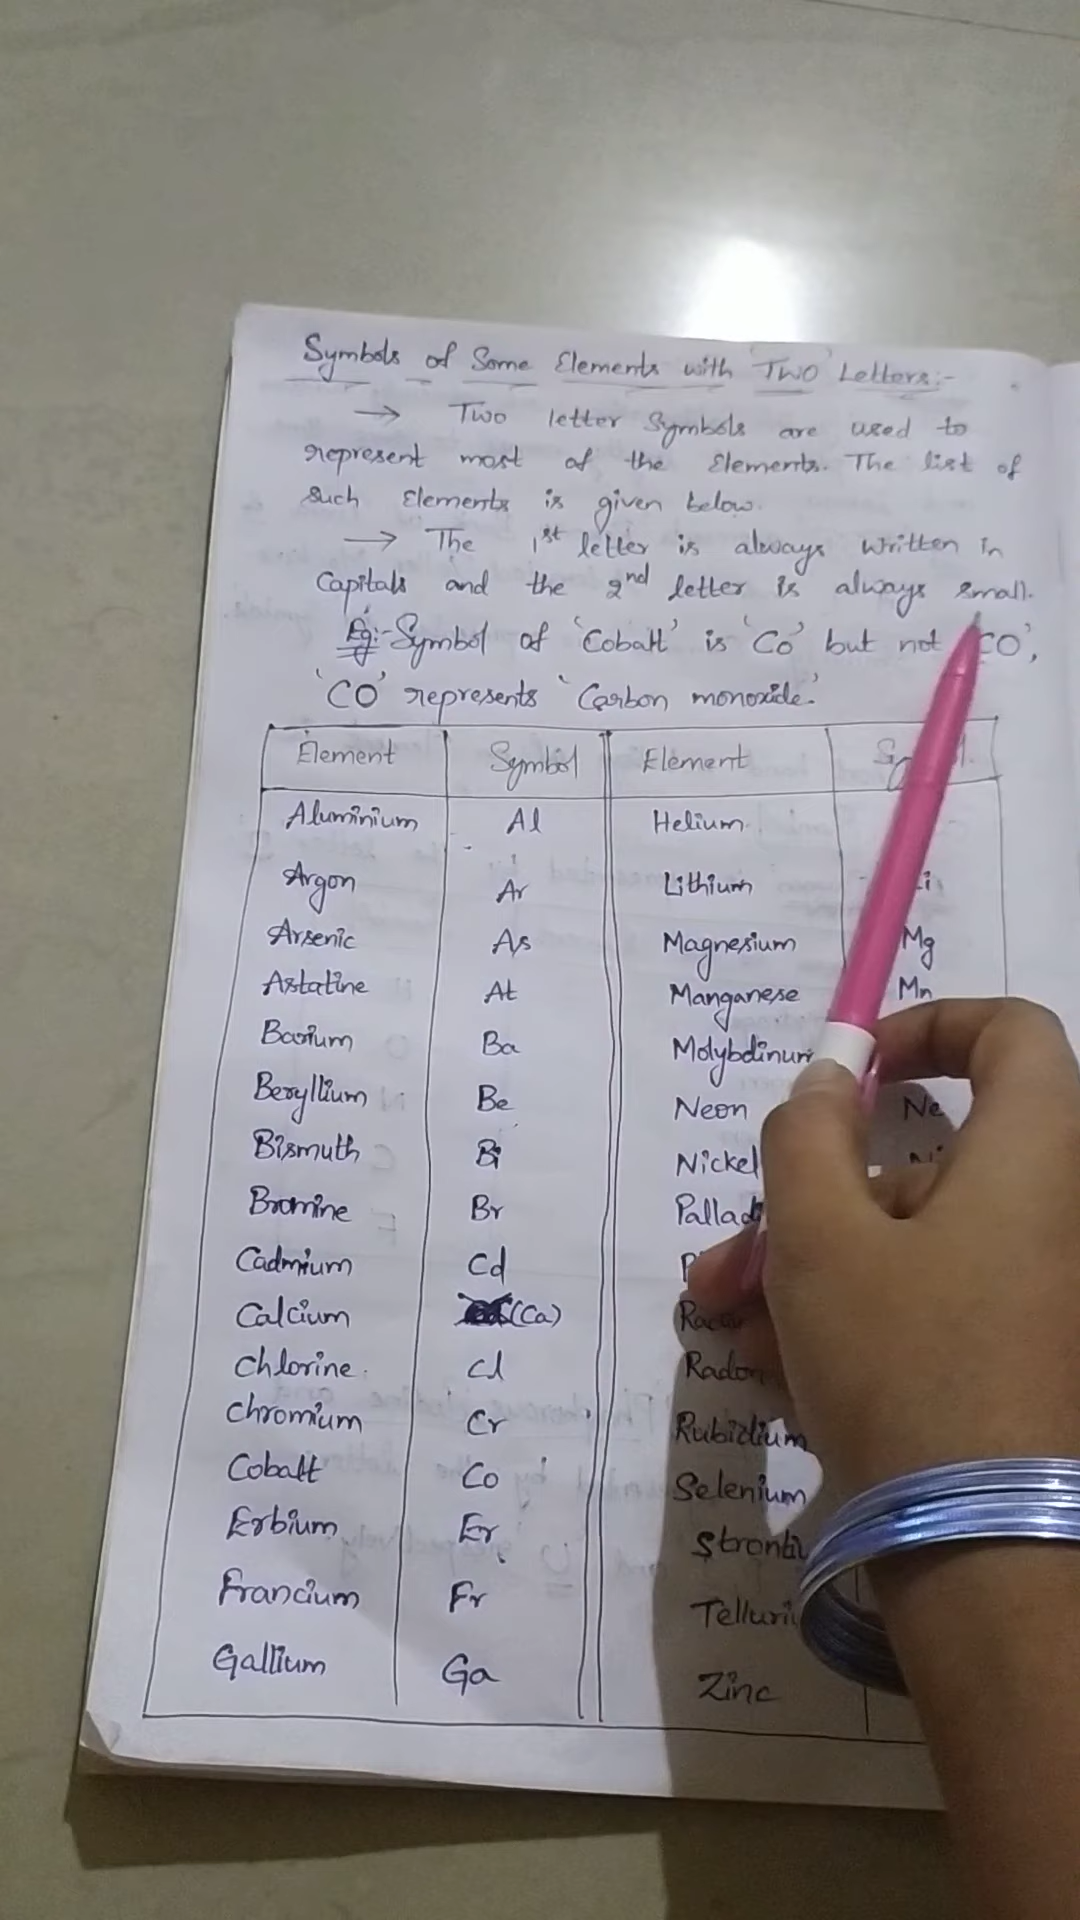 Symbols of Some Elements with 'TWO' Letters:-
→ Two letter Symbols are used to
represent most of the Elements. The list of
such Elements is given below.
→ The 1st letter is always written in
Capitals and the 2nd letter is always small.
Eg:- Symbol of 'Cobalt' is 'Co' but not 'CO',
'CO' represents 'Carbon monoxide.'
Element Symbol Element
Aluminium Al Helium
Argon Ar Lithium
Arsenic As Magnesium Mg
Astatine At Manganese Mn
Barium Ba Molybdinum
Beryllium Be Neon Ne
Bismuth Bi Nickel
Bromine Br
Cadmium Cd
Calcium (Ca)
Chlorine Cl Radon
Chromium Cr Rubidium
Cobalt Co Selenium
Erbium Er
Francium Fr
Gallium Ga Zinc